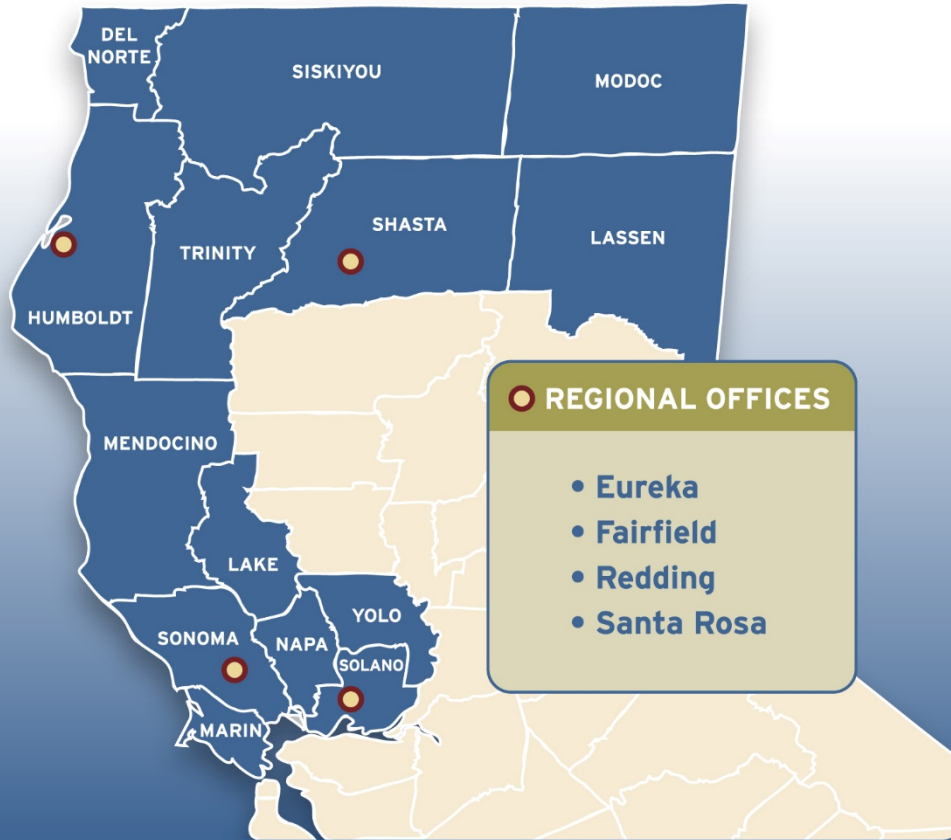 DEL
NORTE
SISKIYOU
MODOC
SHASTA
TRINITY
LASSEN
HUMBOLDT
MENDOCINO
LAKE
YOLO
SONOMA
NAPA
SOLANO
MARIN
REGIONAL OFFICES
• Eureka
• Fairfield
• Redding
• Santa Rosa